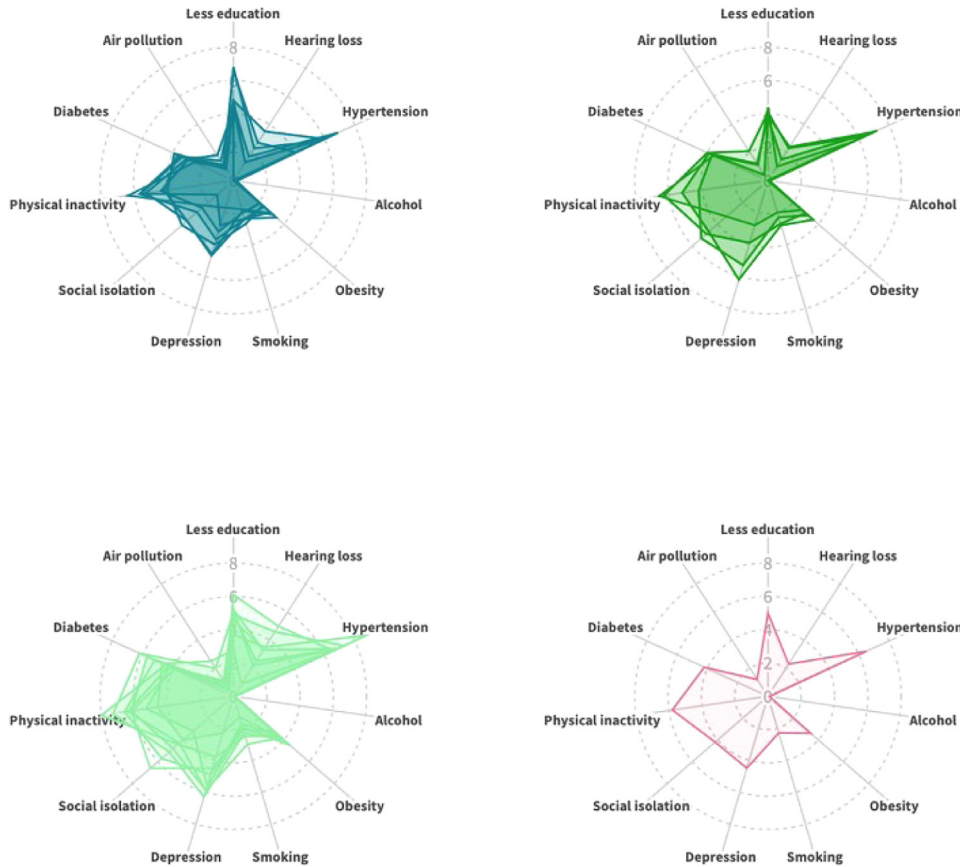 Less education
Air pollution
8
Hearing loss
Diabetes
Hypertension
Physical inactivity
Alcohol
Social isolation
Obesity
Depression
Smoking
Less education
Air pollution
8
Hearing loss
6
Diabetes
Hypertension
Physical inactivity
Alcohol
Social isolation
Obesity
Depression
Smoking
Less education
Air pollution
8
Hearing loss
6
Diabetes
Hypertension
Physical inactivity
Alcohol
Social isolation
Obesity
Depression
Smoking
Less education
Air pollution
8
Hearing loss
6
Diabetes
4
Hypertension
2
0
Physical inactivity
Alcohol
Social isolation
Obesity
Depression
Smoking